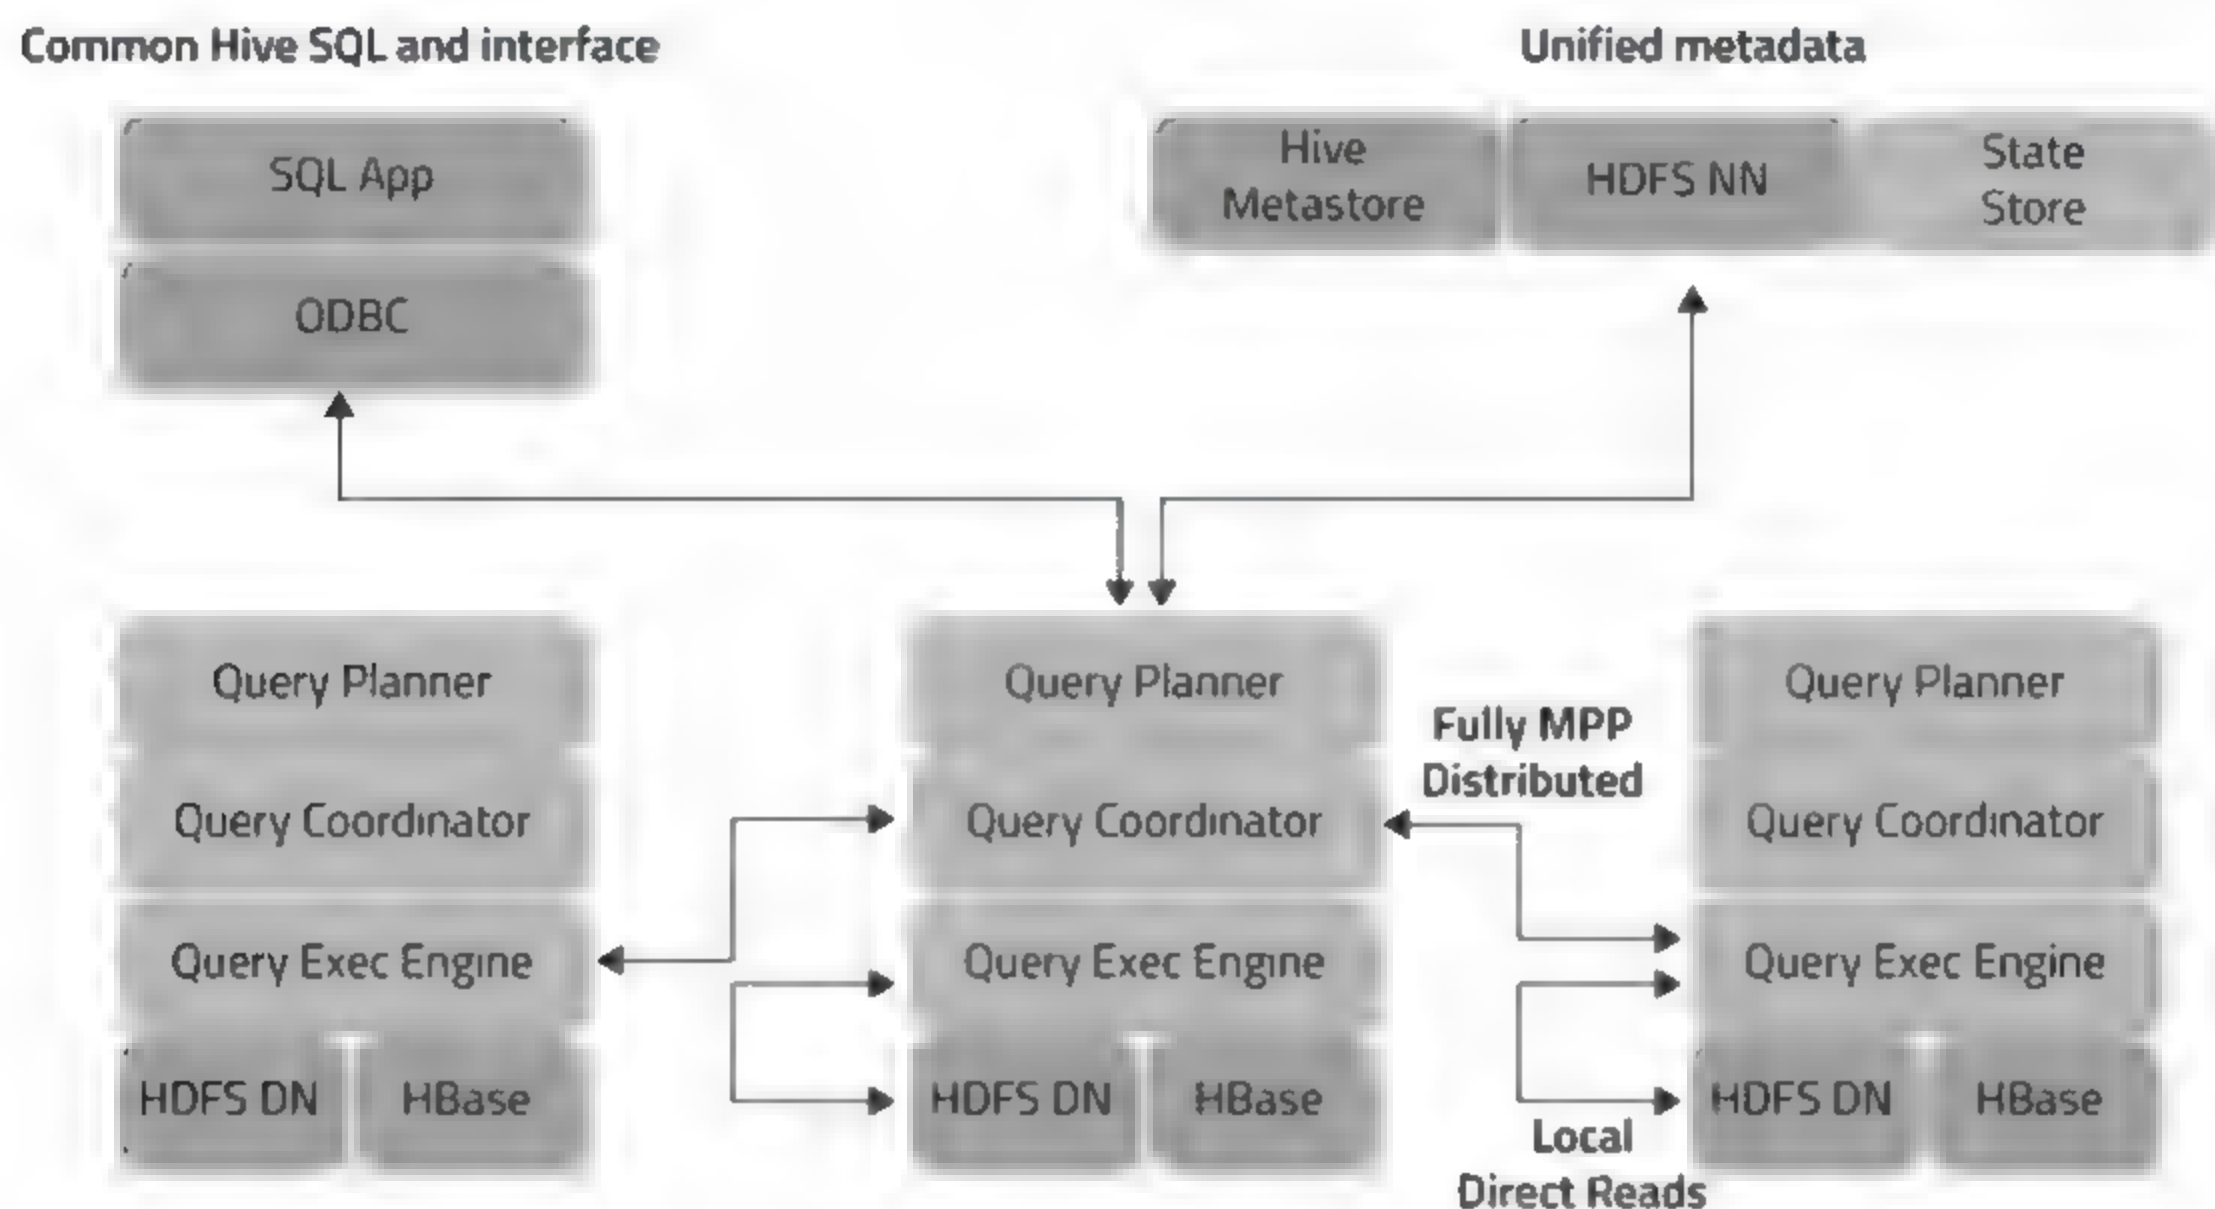 Common Hive SQL and interface
Unified metadata
SQL App
ODBC
Hive
Metastore
HDFS NN
State
Store
Query Planner
Query Coordinator
Query Exec Engine
HDFS DN
HBase
Query Planner
Query Coordinator
Query Exec Engine
HDFS DN
HBase
Fully MPP
Distributed
Local
Direct Reads
Query Planner
Query Coordinator
Query Exec Engine
HDFS DN
HBase